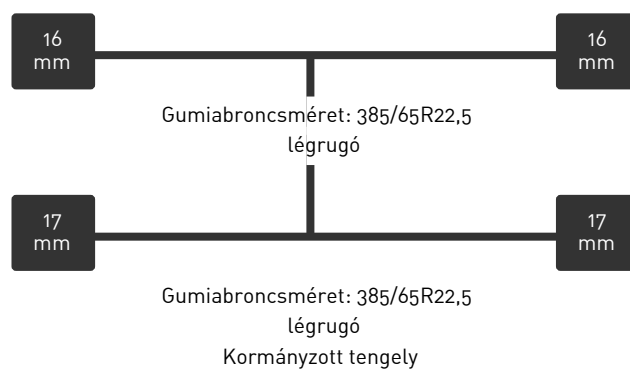 16
mm
16
mm
Gumiabroncsméret: 385/65R22,5
légrugó
17
mm
17
mm
Gumiabroncsméret: 385/65R22,5
légrugó
Kormányzott tengely